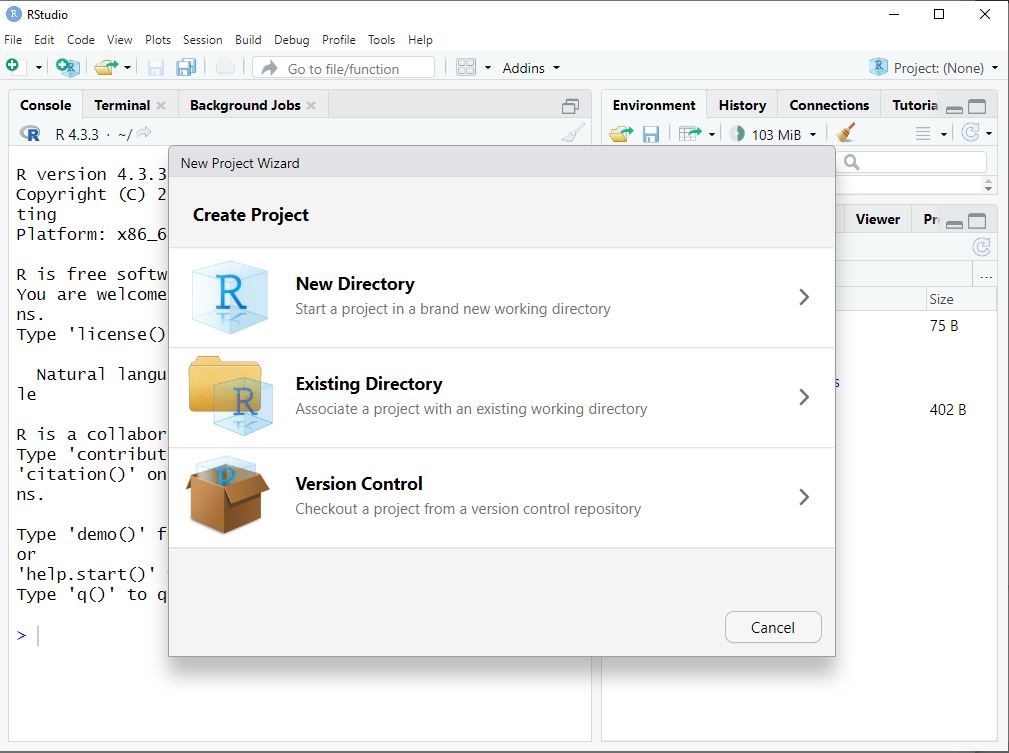 RStudio
File Edit Code View Plots Session Build Debug Profile Tools Help
Go to file/function Addins Project: (None)
Console Terminal Background Jobs
R 4.3.3 · ~/
R version 4.3.3
Copyright (C) 2
ting
Platform: x86_6
R is free softw
You are welcome
ns.
Type 'license()
Natural langu
le
R is a collabor
Type 'contribut
'citation()' on
ns.
Type 'demo()' f
or
'help.start()'
Type 'q()' to q
>
Environment History Connections Tutoria
103 MiB
Viewer Pr
...
Size
75 B
s
402 B
New Project Wizard
Create Project
New Directory
Start a project in a brand new working directory
Existing Directory
Associate a project with an existing working directory
Version Control
Checkout a project from a version control repository
Cancel